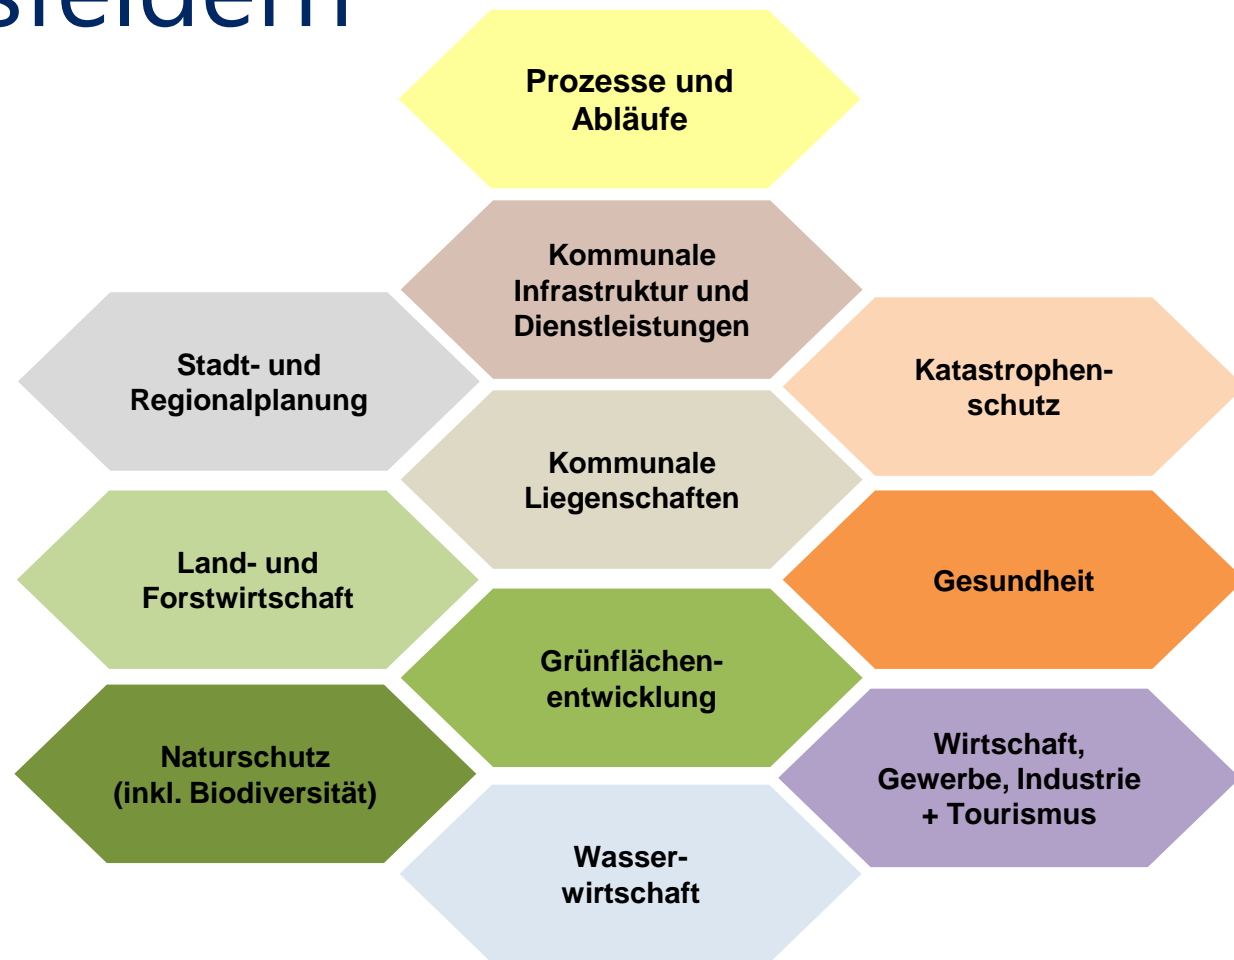 sfeldern
Prozesse und
Abläufe
Kommunale
Infrastruktur und
Dienstleistungen
Stadt- und
Regionalplanung
Katastrophen-
schutz
Kommunale
Liegenschaften
Land- und
Forstwirtschaft
Gesundheit
Grünflächen-
entwicklung
Naturschutz
(inkl. Biodiversität)
Wirtschaft,
Gewerbe, Industrie
+ Tourismus
Wasser-
wirtschaft